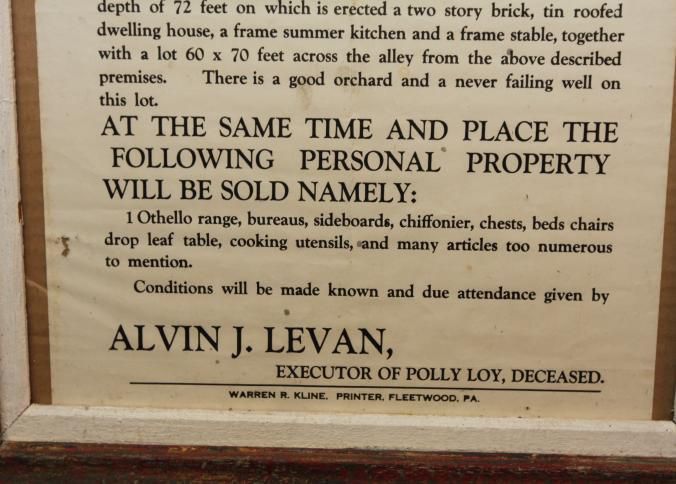 depth of 72 feet on which is erected a two story brick, tin roofed
dwelling house, a frame summer kitchen and a frame stable, together
with a lot 60 x 70 feet across the alley from the above described
premises. There is a good orchard and a never failing well on
this lot.
AT THE SAME TIME AND PLACE THE
FOLLOWING PERSONAL PROPERTY
WILL BE SOLD NAMELY:
1 Othello range, bureaus, sideboards, chiffonier, chests, beds chairs
drop leaf table, cooking utensils, and many articles too numerous
to mention.
Conditions will be made known and due attendance given by
ALVIN J. LEVAN,
EXECUTOR OF POLLY LOY, DECEASED.
WARREN R. KLINE. PRINTER, FLEETWOOD, PA.